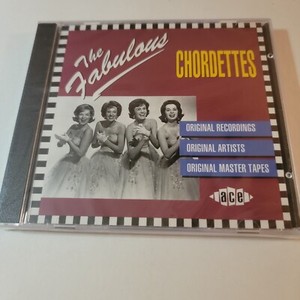 The
Fabulous
CHORDETTES
ORIGINAL RECORDINGS
ORIGINAL ARTISTS
ORIGINAL MASTER TAPES
ace